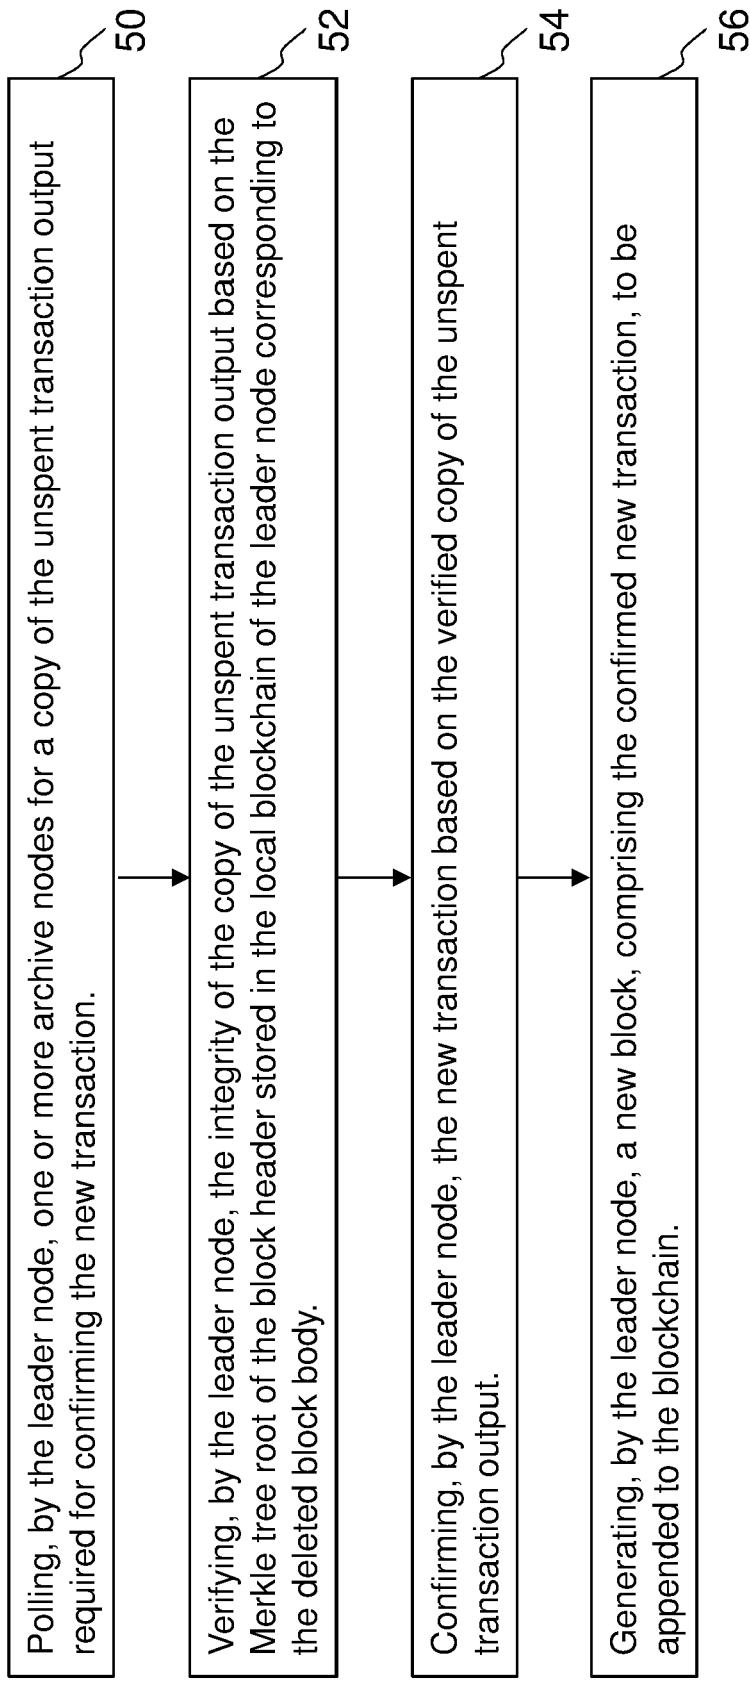 Polling, by the leader node, one or more archive nodes for a copy of the unspent transaction output
required for confirming the new transaction.
50
Verifying, by the leader node, the integrity of the copy of the unspent transaction output based on the
Merkle tree root of the block header stored in the local blockchain of the leader node corresponding to
the deleted block body.
52
Confirming, by the leader node, the new transaction based on the verified copy of the unspent
transaction output.
54
Generating, by the leader node, a new block, comprising the confirmed new transaction, to be
appended to the blockchain.
56